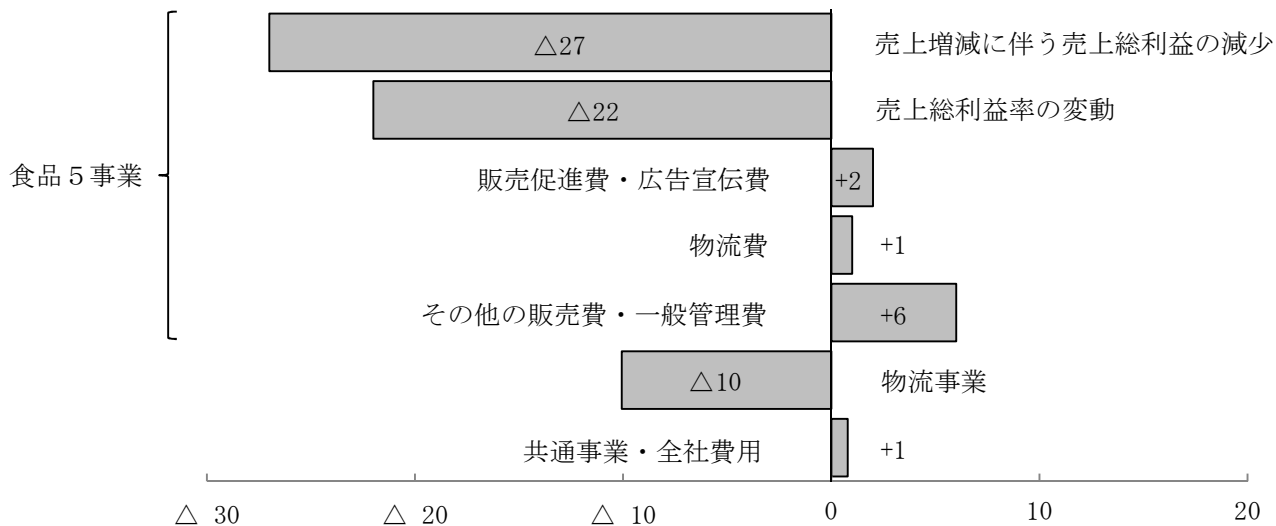 △27 売上増減に伴う売上総利益の減少
△22 売上総利益率の変動
食品5事業
販売促進費・広告宣伝費 +2
物流費 +1
その他の販売費・一般管理費 +6
△10 物流事業
共通事業・全社費用 +1
△ 30 △ 20 △ 10 0 10 20